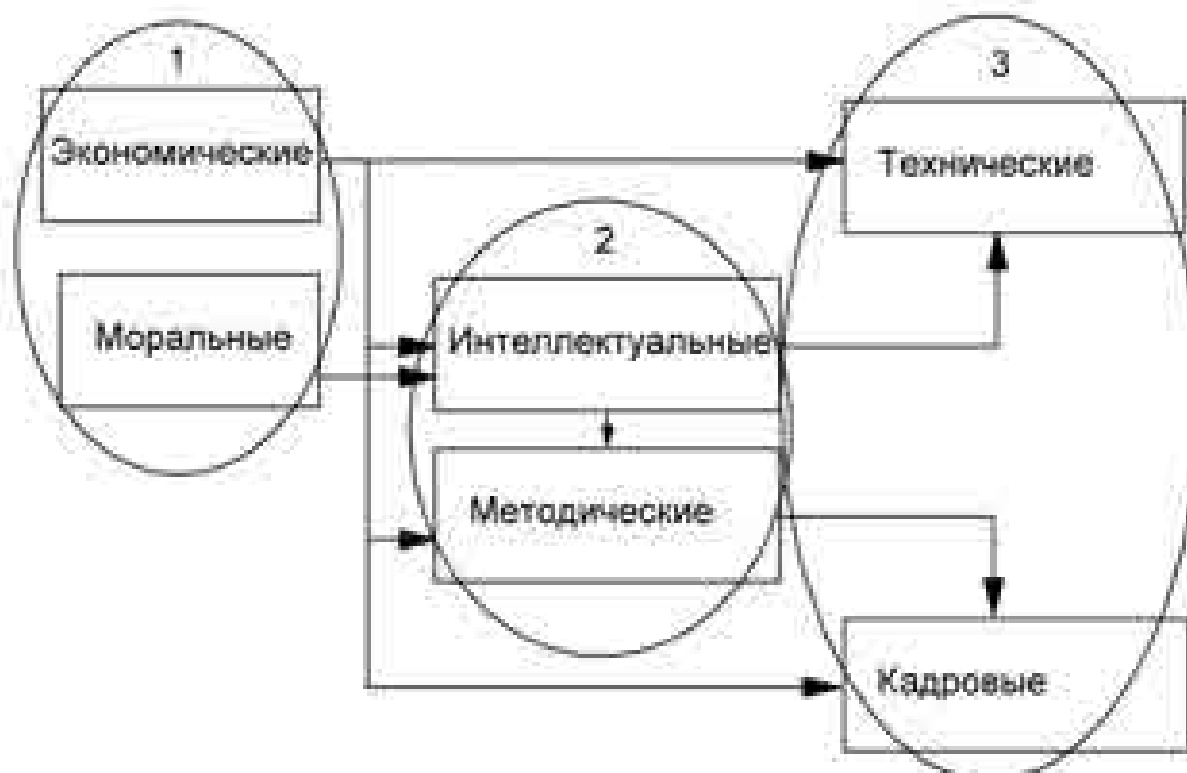 1
Экономические
Моральные
2
Интеллектуальные
Методические
3
Технические
Кадровые